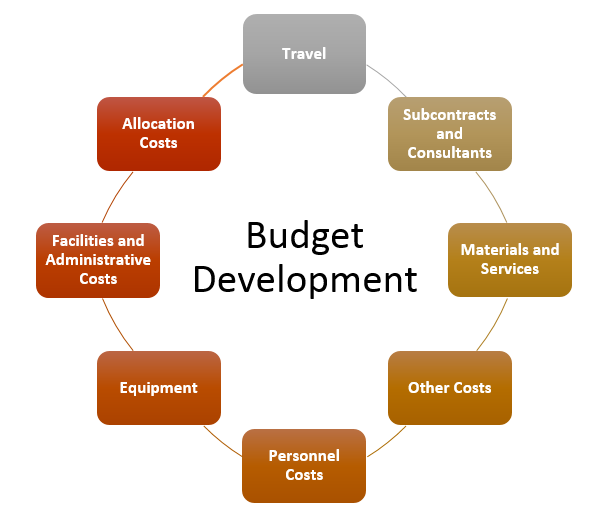 Travel
Subcontracts
and
Consultants
Materials and
Services
Other Costs
Personnel
Costs
Equipment
Facilities and
Administrative
Costs
Allocation
Costs
Budget
Development